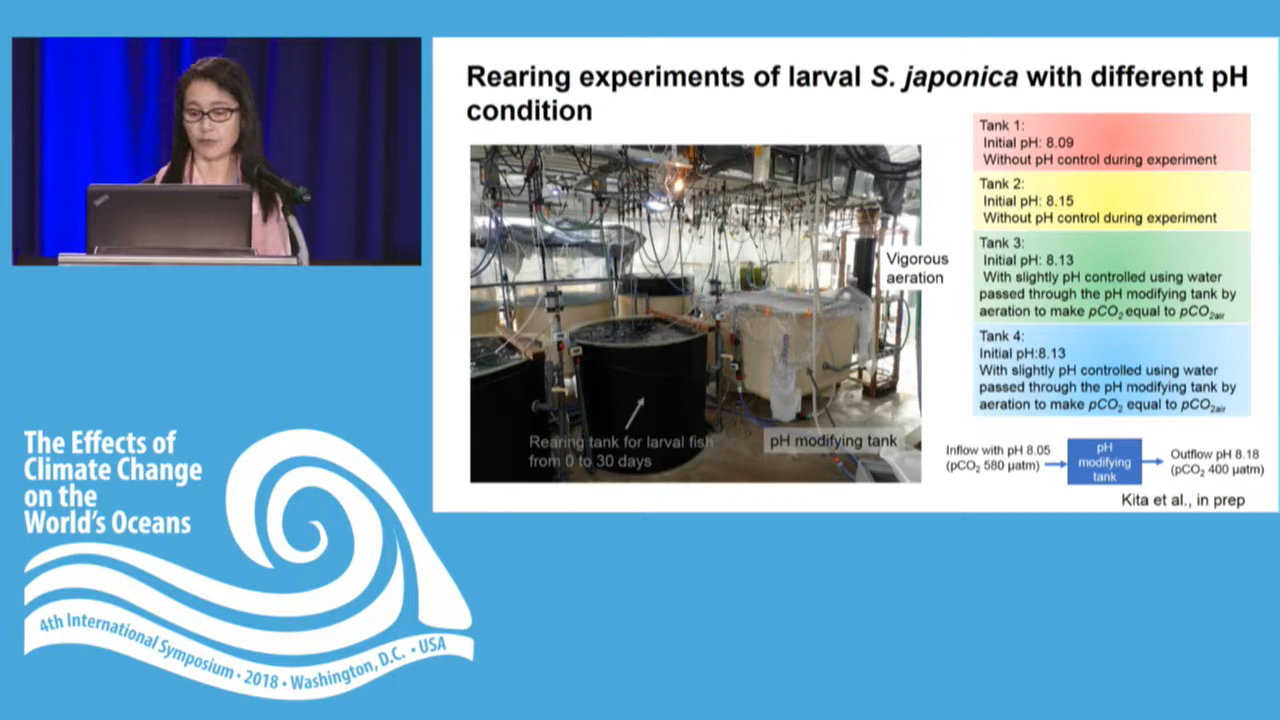 Rearing experiments of larval S. japonica with different pH
condition
Tank 1:
Initial pH: 8.09
Without pH control during experiment
Tank 2:
Initial pH: 8.15
Without pH control during experiment
Tank 3:
Initial pH: 8.13
With slightly pH controlled using water
passed through the pH modifying tank by
aeration to make pCO2 equal to pCO2air
Tank 4:
Initial pH:8.13
With slightly pH controlled using water
passed through the pH modifying tank by
aeration to make pCO2 equal to pCO2air
Vigorous
aeration
Rearing tank for larval fish
from 0 to 30 days
pH modifying tank
Inflow with pH 8.05
(pCO2 580 µatm)
pH
modifying
tank
Outflow pH 8.18
(pCO2 400 µatm)
Kita et al., in prep
The Effects of
Climate Change
on the
World's Oceans
4th International Symposium • 2018 • Washington, D.C. • USA